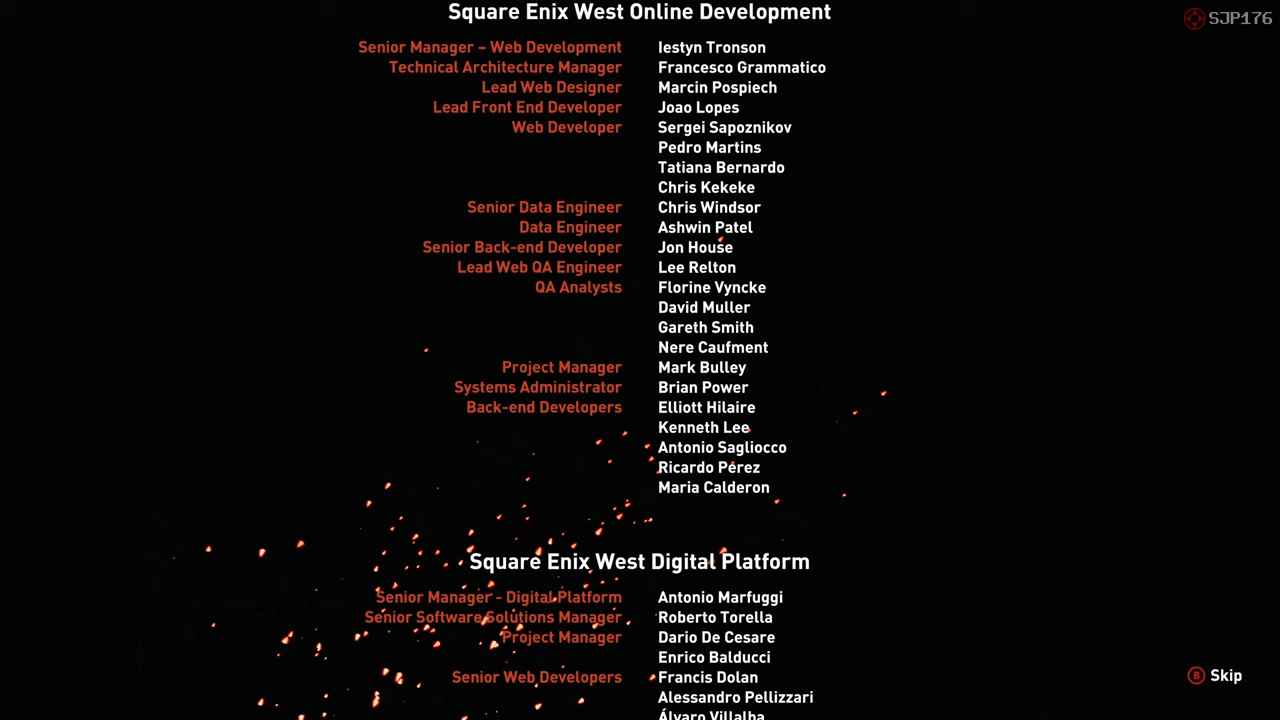 Square Enix West Online Development
SJP176
Senior Manager – Web Development Iestyn Tronson
Technical Architecture Manager Francesco Grammatico
Lead Web Designer Marcin Pospiech
Lead Front End Developer Joao Lopes
Web Developer Sergei Sapoznikov
Pedro Martins
Tatiana Bernardo
Chris Kekeke
Senior Data Engineer Chris Windsor
Data Engineer Ashwin Patel
Senior Back-end Developer Jon House
Lead Web QA Engineer Lee Relton
QA Analysts Florine Vyncke
David Muller
Gareth Smith
Nere Caufment
Project Manager Mark Bulley
Systems Administrator Brian Power
Back-end Developers Elliott Hilaire
Kenneth Lee
Antonio Sagliocco
Ricardo Pérez
Maria Calderon
Square Enix West Digital Platform
Senior Manager - Digital Platform Antonio Marfuggi
Senior Software Solutions Manager Roberto Torella
Project Manager Dario De Cesare
Enrico Balducci
Senior Web Developers Francis Dolan
B Skip
Alessandro Pellizzari
Álvaro Villalba